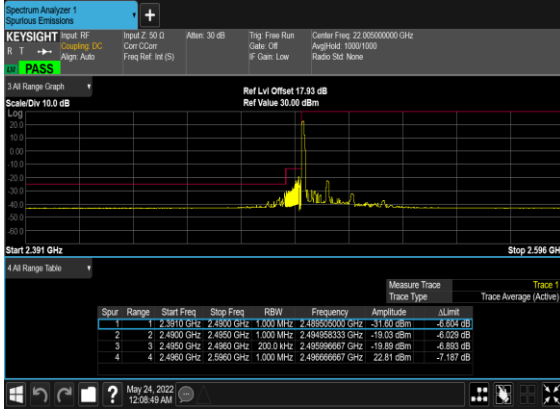 Spectrum Analyzer 1
Spurious Emissions
+
KEYSIGHT Input: RF Input Z: 50 Ω Atten: 30 dB Trig: Free Run Center Freq: 22.005000000 GHz
R T Coupling: DC Corr CCorr Gate: Off Avg|Hold: 1000/1000
Align: Auto Freq Ref: Int (S) IF Gain: Low Radio Std: None
PASS
3 All Range Graph
Ref Lvl Offset 17.93 dB
Scale/Div 10.0 dB Ref Value 30.00 dBm
Log
20.0
10.0
0.00
-10.0
-20.0
-30.0
-40.0
-50.0
-60.0
Start 2.391 GHz Stop 2.596 GH
4 All Range Table
Measure Trace Trace 1
Trace Type Trace Average (Active)
Spur Range Start Freq Stop Freq RBW Frequency Amplitude ΔLimit
1 1 2.3910 GHz 2.4900 GHz 1.000 MHz 2.489505000 GHz -31.60 dBm -6.604 dB
2 2 2.4900 GHz 2.4950 GHz 1.000 MHz 2.494958333 GHz -19.03 dBm -6.029 dB
3 3 2.4950 GHz 2.4960 GHz 200.0 kHz 2.495996667 GHz -19.89 dBm -6.893 dB
4 4 2.4960 GHz 2.5960 GHz 1.000 MHz 2.496666667 GHz 22.81 dBm -7.187 dB
? May 24, 2022
12:08:49 AM